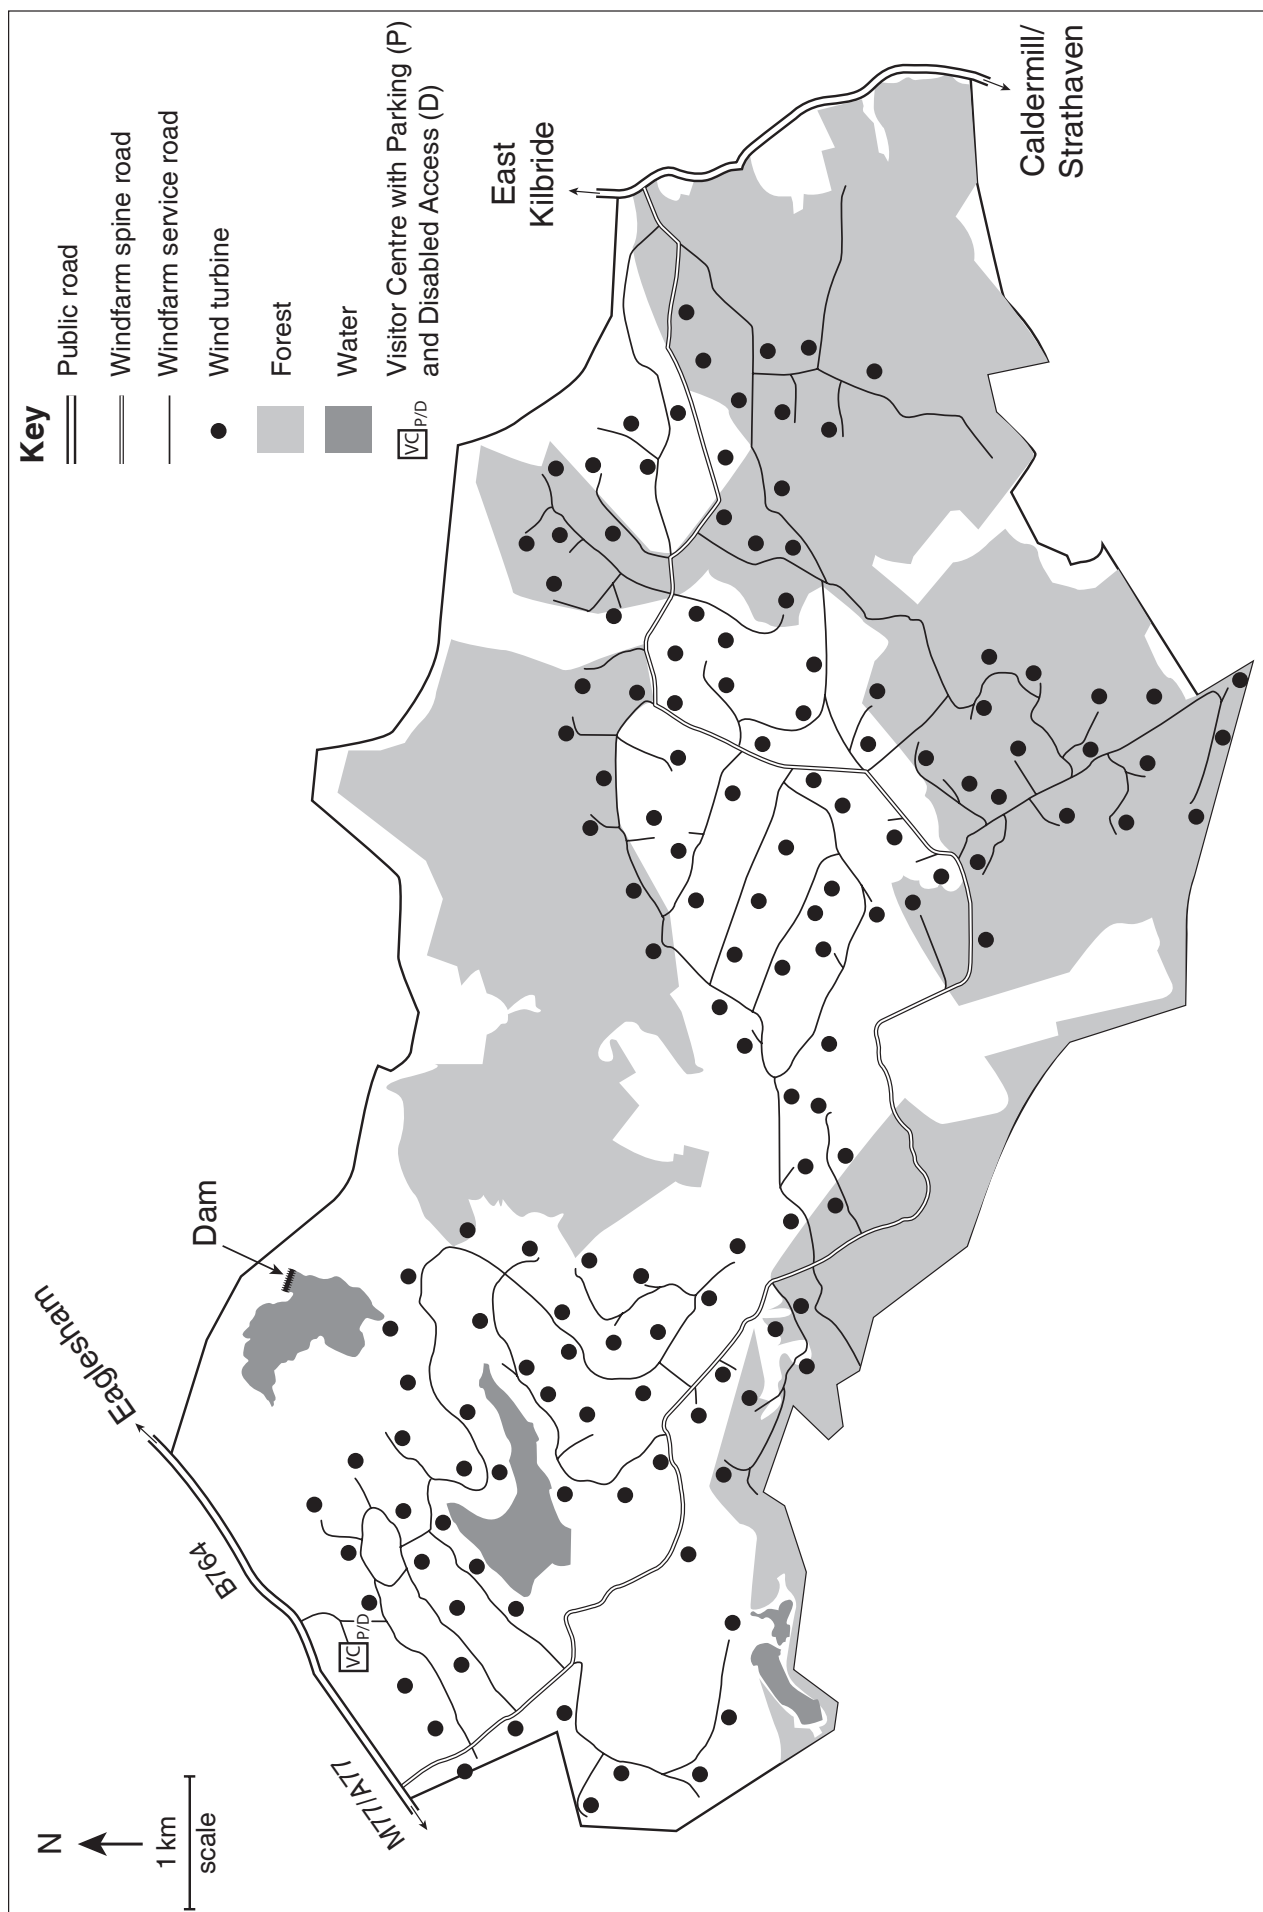 Key
Public road
Windfarm spine road
Windfarm service road
Wind turbine
Forest
Water
VC P/D
Visitor Centre with Parking (P)
and Disabled Access (D)
N
1 km
scale
M77/A77
B764
Eaglesham
Dam
VC P/D
East
Kilbride
Caldermill/
Strathaven